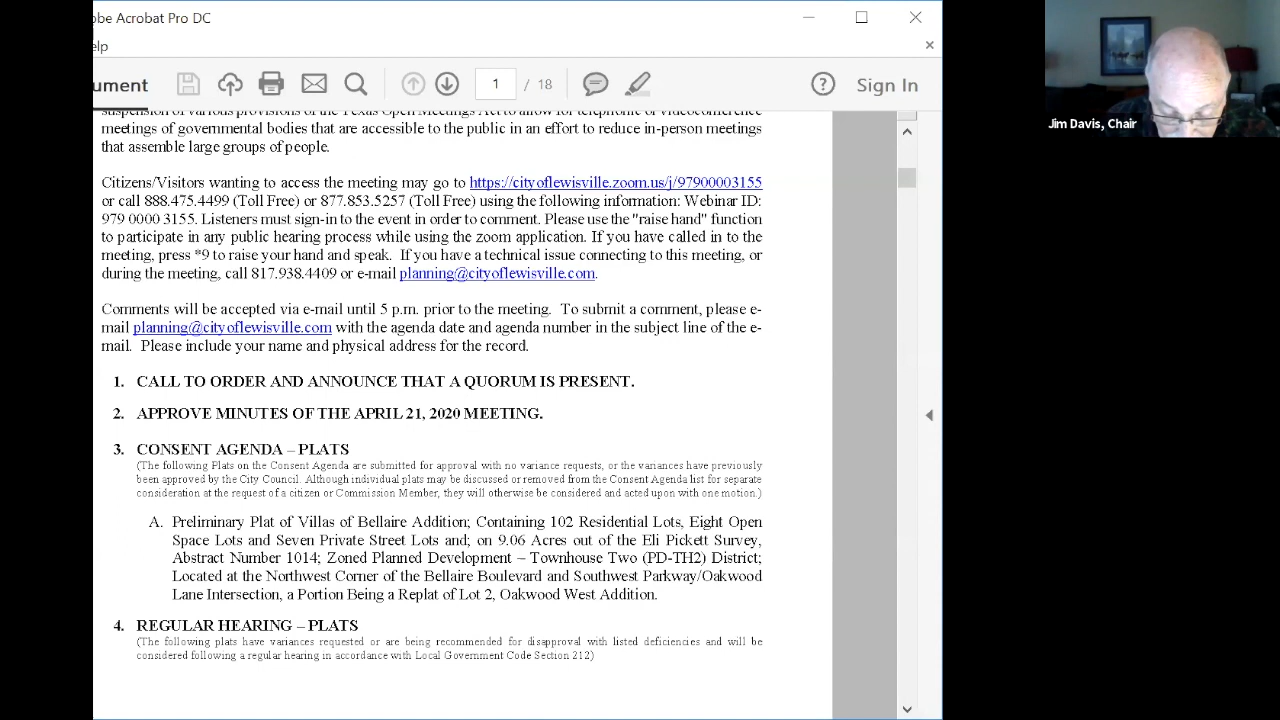 obe Acrobat Pro DC
elp
ument
1 / 18
Sign In
suspension of various provisions of the Texas Open Meetings Act to allow for telephonic or videoconference
meetings of governmental bodies that are accessible to the public in an effort to reduce in-person meetings
that assemble large groups of people.
Citizens/Visitors wanting to access the meeting may go to https://cityoflewisville.zoom.us/j/97900003155
or call 888.475.4499 (Toll Free) or 877.853.5257 (Toll Free) using the following information: Webinar ID:
979 0000 3155. Listeners must sign-in to the event in order to comment. Please use the "raise hand" function
to participate in any public hearing process while using the zoom application. If you have called in to the
meeting, press *9 to raise your hand and speak. If you have a technical issue connecting to this meeting, or
during the meeting, call 817.938.4409 or e-mail planning@cityoflewisville.com.
Comments will be accepted via e-mail until 5 p.m. prior to the meeting. To submit a comment, please e-
mail planning@cityoflewisville.com with the agenda date and agenda number in the subject line of the e-
mail. Please include your name and physical address for the record.
1. CALL TO ORDER AND ANNOUNCE THAT A QUORUM IS PRESENT.
2. APPROVE MINUTES OF THE APRIL 21, 2020 MEETING.
3. CONSENT AGENDA – PLATS
(The following Plats on the Consent Agenda are submitted for approval with no variance requests, or the variances have previously
been approved by the City Council. Although individual plats may be discussed or removed from the Consent Agenda list for separate
consideration at the request of a citizen or Commission Member, they will otherwise be considered and acted upon with one motion.)
A. Preliminary Plat of Villas of Bellaire Addition; Containing 102 Residential Lots, Eight Open
Space Lots and Seven Private Street Lots and; on 9.06 Acres out of the Eli Pickett Survey,
Abstract Number 1014; Zoned Planned Development – Townhouse Two (PD-TH2) District;
Located at the Northwest Corner of the Bellaire Boulevard and Southwest Parkway/Oakwood
Lane Intersection, a Portion Being a Replat of Lot 2, Oakwood West Addition.
4. REGULAR HEARING – PLATS
(The following plats have variances requested or are being recommended for disapproval with listed deficiencies and will be
considered following a regular hearing in accordance with Local Government Code Section 212)
Jim Davis, Chair